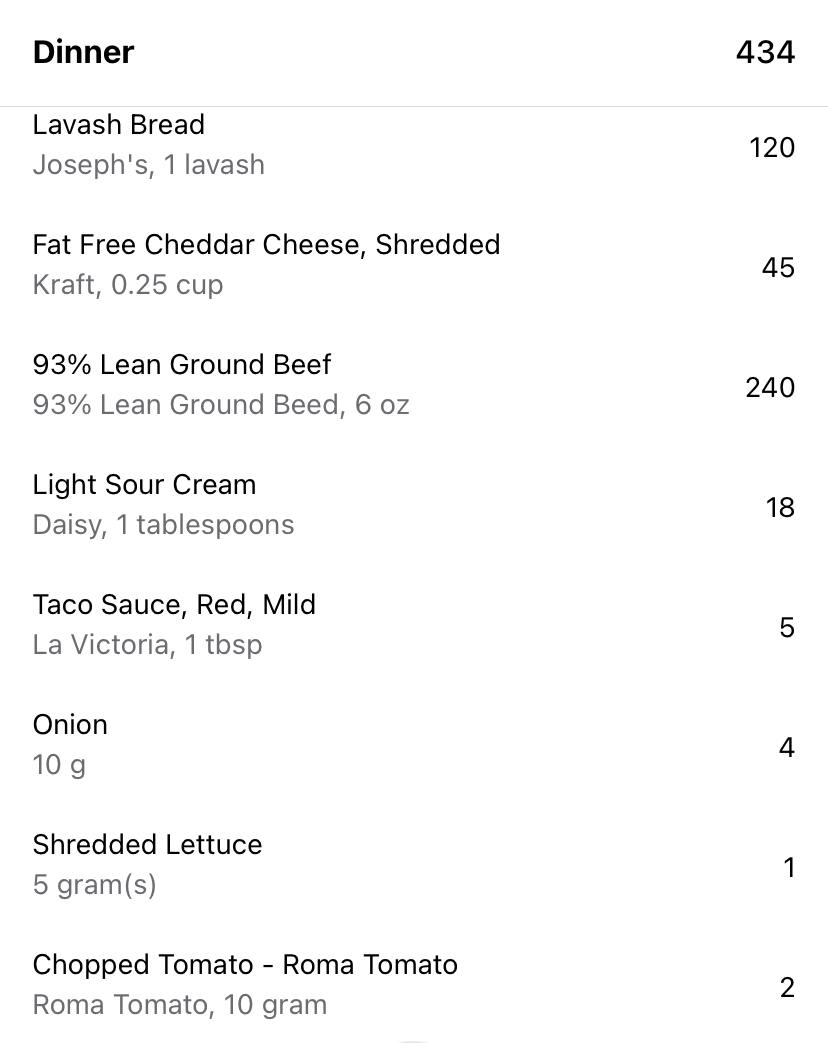 Dinner 434
Lavash Bread
Joseph's, 1 lavash 120
Fat Free Cheddar Cheese, Shredded
Kraft, 0.25 cup 45
93% Lean Ground Beef
93% Lean Ground Beed, 6 oz 240
Light Sour Cream
Daisy, 1 tablespoons 18
Taco Sauce, Red, Mild
La Victoria, 1 tbsp 5
Onion
10 g 4
Shredded Lettuce
5 gram(s) 1
Chopped Tomato - Roma Tomato
Roma Tomato, 10 gram 2